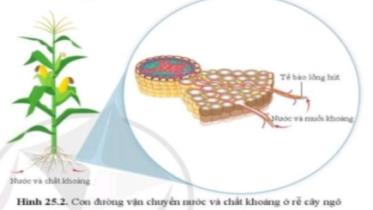 Tế bào lông hút
Nước và muối khoáng
Nước và chất khoáng
Hình 25.2. Con đường vận chuyển nước và chất khoáng ở rễ cây ngô